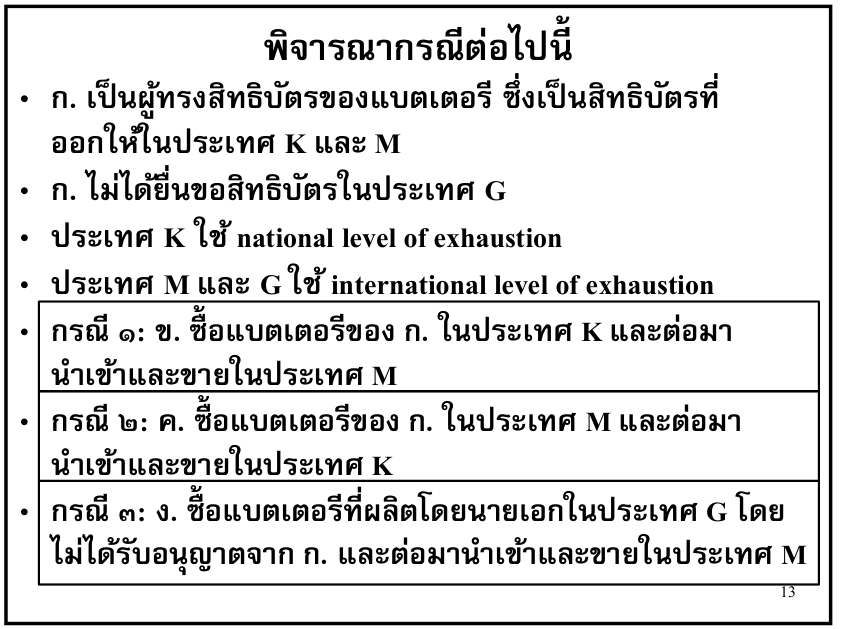 พิจารณากรณีต่อไปนี้
• ก. เป็นผู้ทรงสิทธิบัตรของแบตเตอรี ซึ่งเป็นสิทธิบัตรที่
ออกให้ในประเทศ K และ M
• ก. ไม่ได้ยื่นขอสิทธิบัตรในประเทศ G
• ประเทศ K ใช้ national level of exhaustion
• ประเทศ M และ G ใช้ international level of exhaustion
• กรณี ๑: ข. ซื้อแบตเตอรีของ ก. ในประเทศ K และต่อมา
นำเข้าและขายในประเทศ M
• กรณี ๒: ค. ซื้อแบตเตอรีของ ก. ในประเทศ M และต่อมา
นำเข้าและขายในประเทศ K
• กรณี ๓: ง. ซื้อแบตเตอรีที่ผลิตโดยนายเอกในประเทศ G โดย
ไม่ได้รับอนุญาตจาก ก. และต่อมานำเข้าและขายในประเทศ M
13